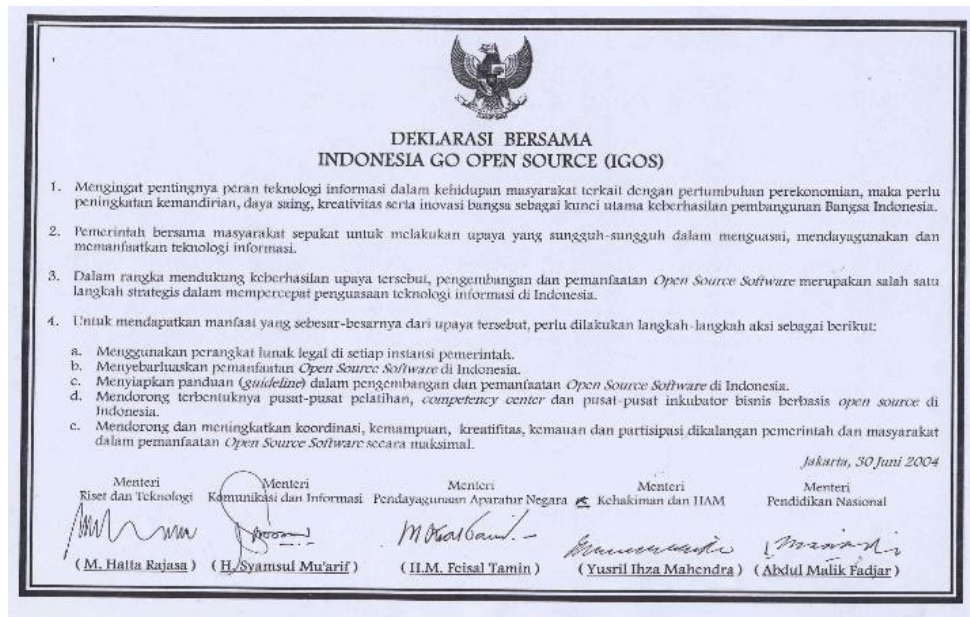 DEKLARASI BERSAMA
INDONESIA GO OPEN SOURCE (IGOS)
1. Mengingat pentingnya peran teknologi informasi dalam kehidupan masyarakat terkait dengan pertumbuhan perekonomian, maka perlu
peningkatan kemandirian, daya saing, kreativitas serta inovasi bangsa sebagai kunci utama keberhasilan pembangunan Bangsa Indonesia.
2. Pemerintah bersama masyarakat sepakat untuk melakukan upaya yang sungguh-sungguh dalam menguasai, mendayagunakan dan
memanfaatkan teknologi informasi.
3. Dalam rangka mendukung keberhasilan upaya tersebut, pengembangan dan pemanfaatan Open Source Software merupakan salah satu
langkah strategis dalam mempercepat penguasaan teknologi informasi di Indonesia.
4. Untuk mendapatkan manfaat yang sebesar-besarnya dari upaya tersebut, perlu dilakukan langkah-langkah aksi sebagai berikut:
a. Menggunakan perangkat lunak legal di setiap instansi pemerintah.
b. Menyebarluaskan pemanfaatan Open Source Software di Indonesia.
c. Menyiapkan panduan (guideline) dalam pengembangan dan pemanfaatan Open Source Software di Indonesia.
d. Mendorong terbentuknya pusat-pusat pelatihan, competency center dan pusat-pusat inkubator bisnis berbasis open source di
Indonesia.
e. Mendorong dan meningkatkan koordinasi, kemampuan, kreatifitas, kemauan dan partisipasi dikalangan pemerintah dan masyarakat
dalam pemanfaatan Open Source Software secara maksimal.
Jakarta, 30 Juni 2004
Menteri Menteri Menteri Menteri Menteri
Riset dan Teknologi Komunikasi dan Informasi Pendayagunaan Aparatur Negara Kehakiman dan HAM Pendidikan Nasional
( M. Hatta Rajasa ) ( H. Syamsul Mu'arif ) ( H.M. Feisal Tamin ) ( Yusril Ihza Mahendra ) ( Abdul Malik Fadjar )